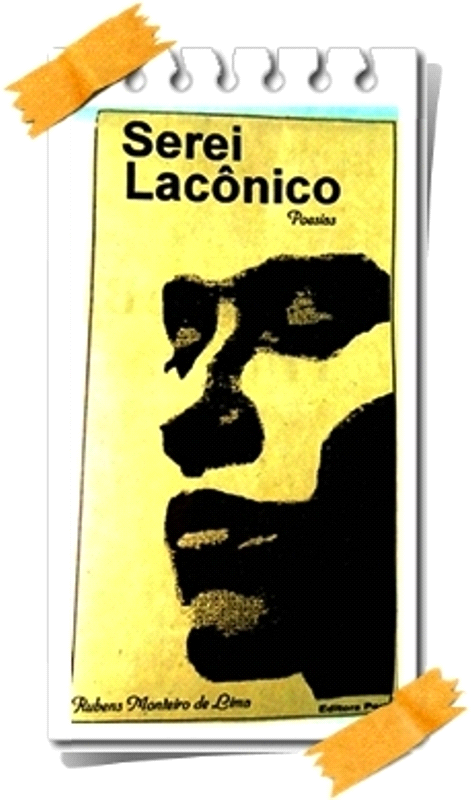 Serei
Lacônico
Poesias
Rubens Monteiro de Lima
Editora